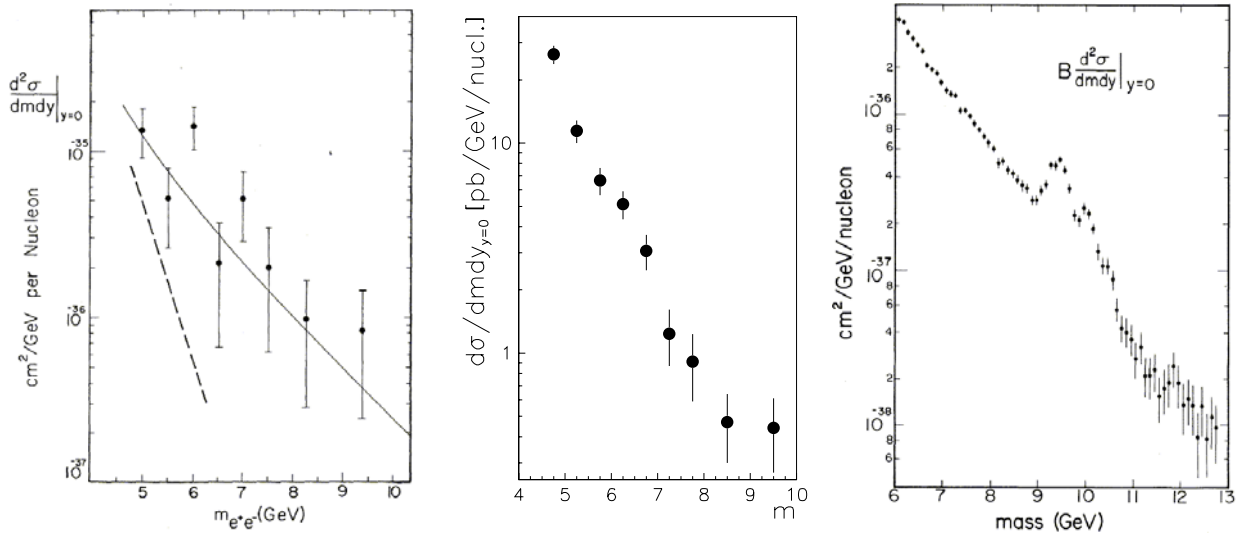 d²σ
dmdy |y=0
10⁻³⁵
10⁻³⁶
10⁻³⁷
cm²/GeV per Nucleon
5 6 7 8 9 10
m e⁺e⁻ (GeV)
dσ/dmdy y=0 [pb/GeV/nucl.]
10
1
4 5 6 7 8 9 10
m
B d²σ
dmdy |y=0
2
10⁻³⁶
8
6
4
2
10⁻³⁷
8
6
4
2
10⁻³⁸
8
6
cm²/GeV/nucleon
6 7 8 9 10 11 12 13
mass (GeV)